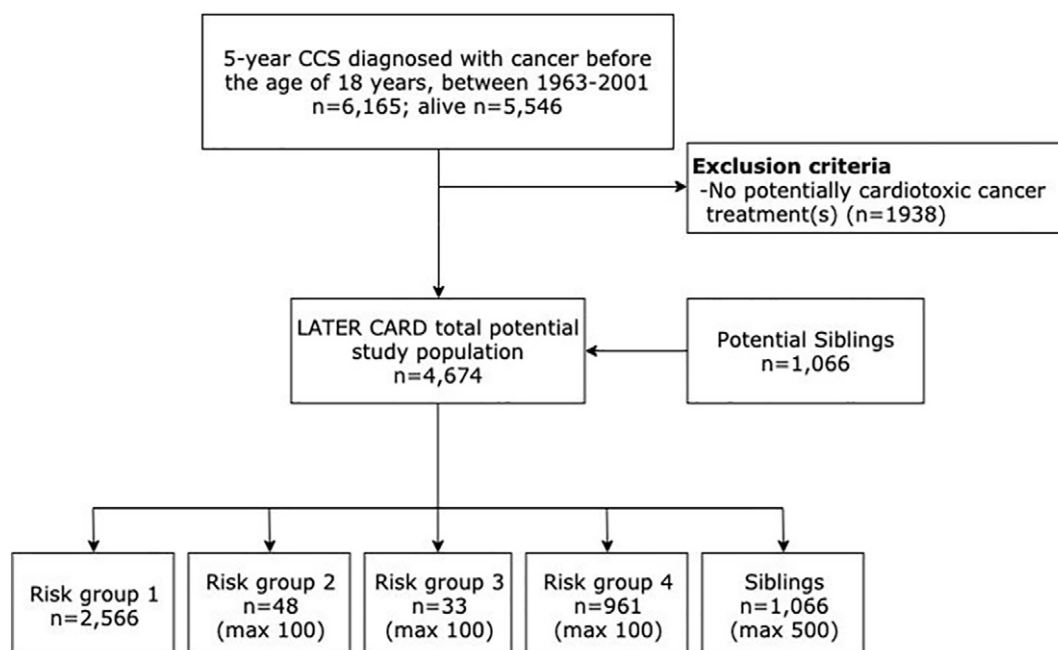 5-year CCS diagnosed with cancer before
the age of 18 years, between 1963-2001
n=6,165; alive n=5,546
Exclusion criteria
-No potentially cardiotoxic cancer
treatment(s) (n=1938)
LATER CARD total potential
study population
n=4,674
Potential Siblings
n=1,066
Risk group 1
n=2,566
Risk group 2
n=48
(max 100)
Risk group 3
n=33
(max 100)
Risk group 4
n=961
(max 100)
Siblings
n=1,066
(max 500)